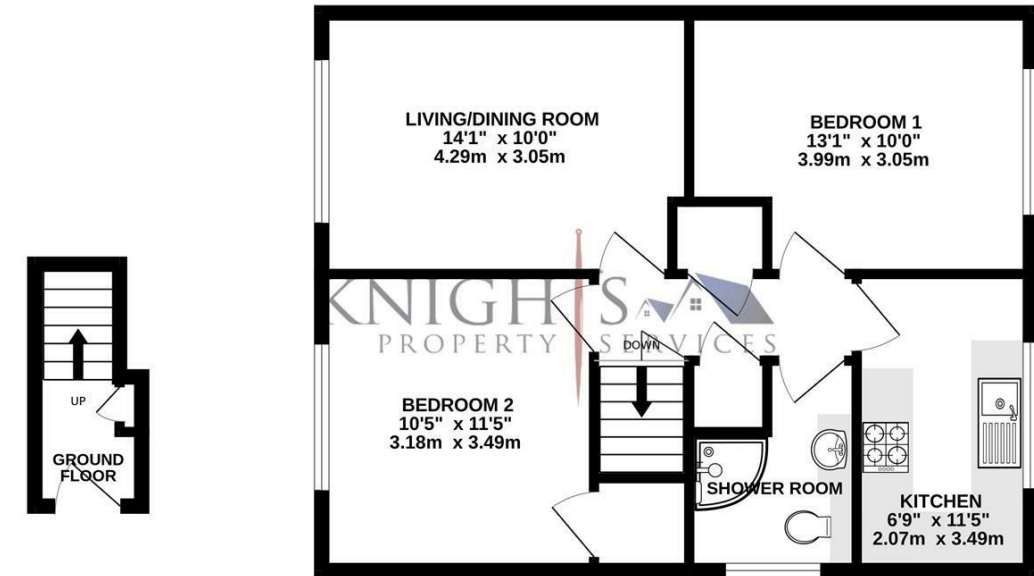 LIVING/DINING ROOM
14'1" x 10'0"
4.29m x 3.05m
BEDROOM 1
13'1" x 10'0"
3.99m x 3.05m
KNIGHTS
PROPERTY SERVICES
DOWN
UP
GROUND
FLOOR
BEDROOM 2
10'5" x 11'5"
3.18m x 3.49m
SHOWER ROOM
KITCHEN
6'9" x 11'5"
2.07m x 3.49m